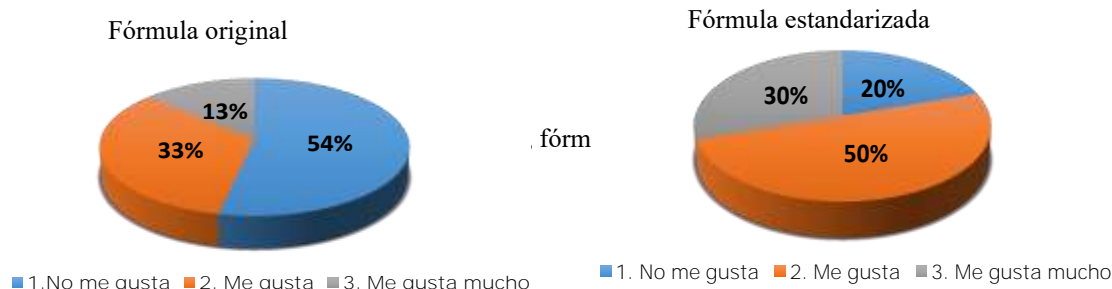 Fórmula original
13%
33%
54%
1.No me gusta 2. Me gusta 3. Me gusta mucho
, fórm
Fórmula estandarizada
30%
20%
50%
1. No me gusta 2. Me gusta 3. Me gusta mucho